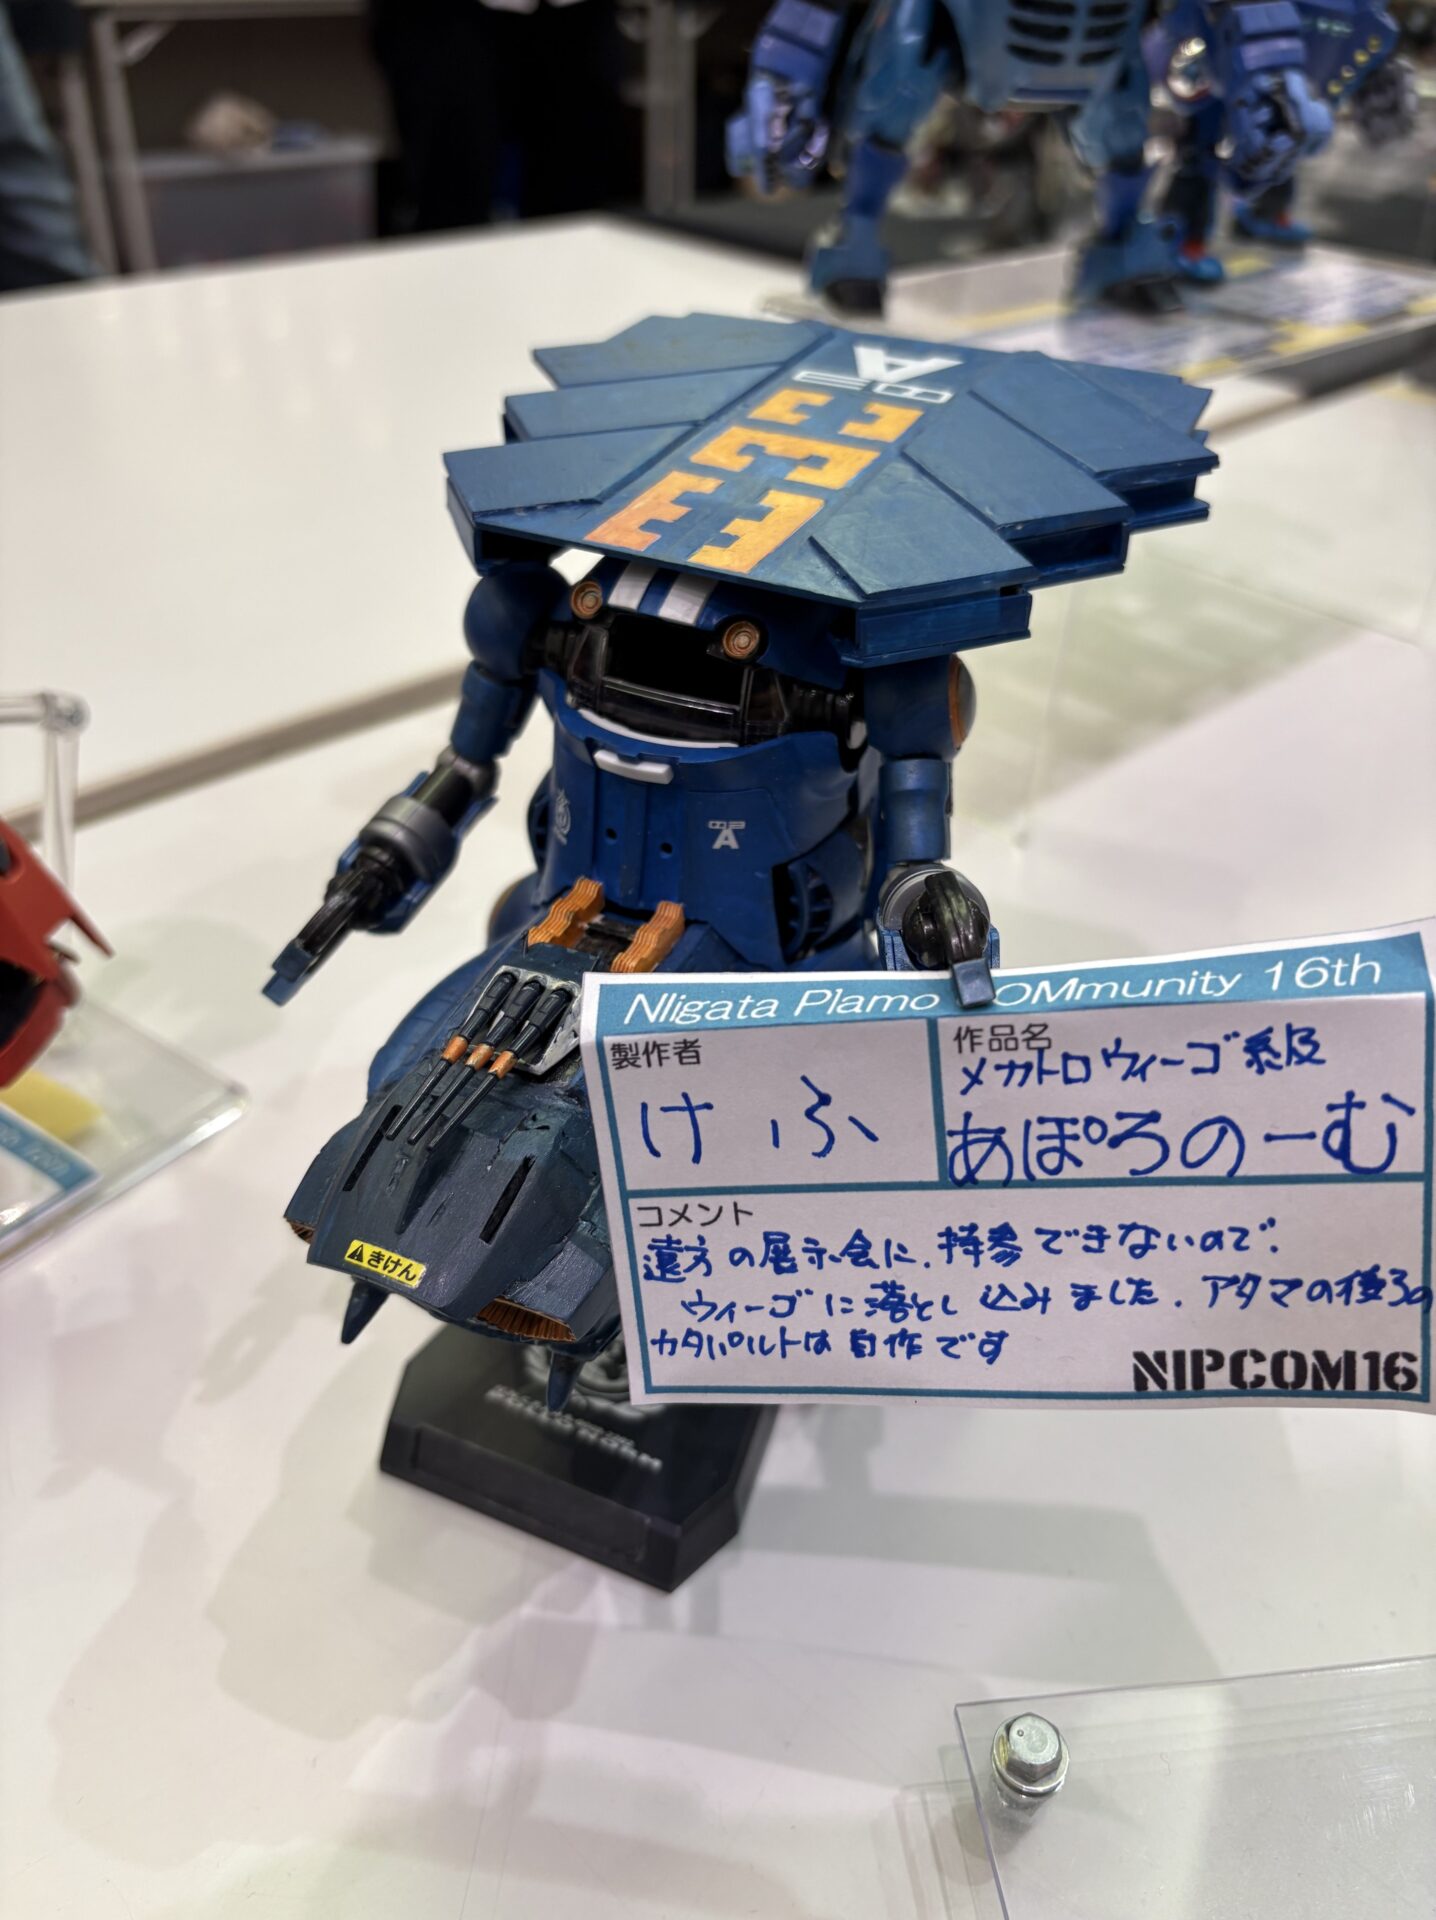 A
A
きけん
NIigata Plamo COMmunity 16th
製作者
けふ
作品名
メカトロウィーゴ系反
あぽろのーむ
コメント
遠方の展示会に、持参できないので、
ウィーゴに落とし込みました。アタマの後ろの
カタパルトは自作です
NIPCOM16